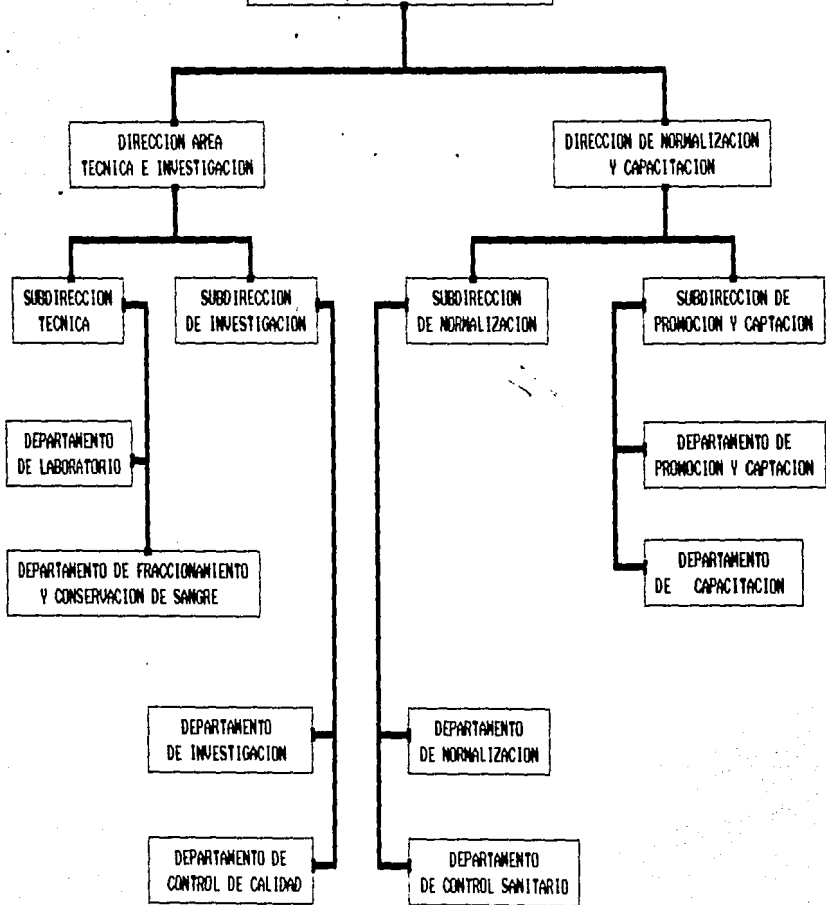 DIRECCION AREA
TECNICA E INVESTIGACION
DIRECCION DE NORMALIZACION
Y CAPACITACION
SUBDIRECCION
TECNICA
SUBDIRECCION
DE INVESTIGACION
SUBDIRECCION
DE NORMALIZACION
SUBDIRECCION DE
PROMOCION Y CAPTACION
DEPARTAMENTO
DE LABORATORIO
DEPARTAMENTO DE
PROMOCION Y CAPTACION
DEPARTAMENTO DE FRACCIONAMIENTO
Y CONSERVACION DE SANGRE
DEPARTAMENTO
DE CAPACITACION
DEPARTAMENTO
DE INVESTIGACION
DEPARTAMENTO
DE NORMALIZACION
DEPARTAMENTO DE
CONTROL DE CALIDAD
DEPARTAMENTO
DE CONTROL SANITARIO